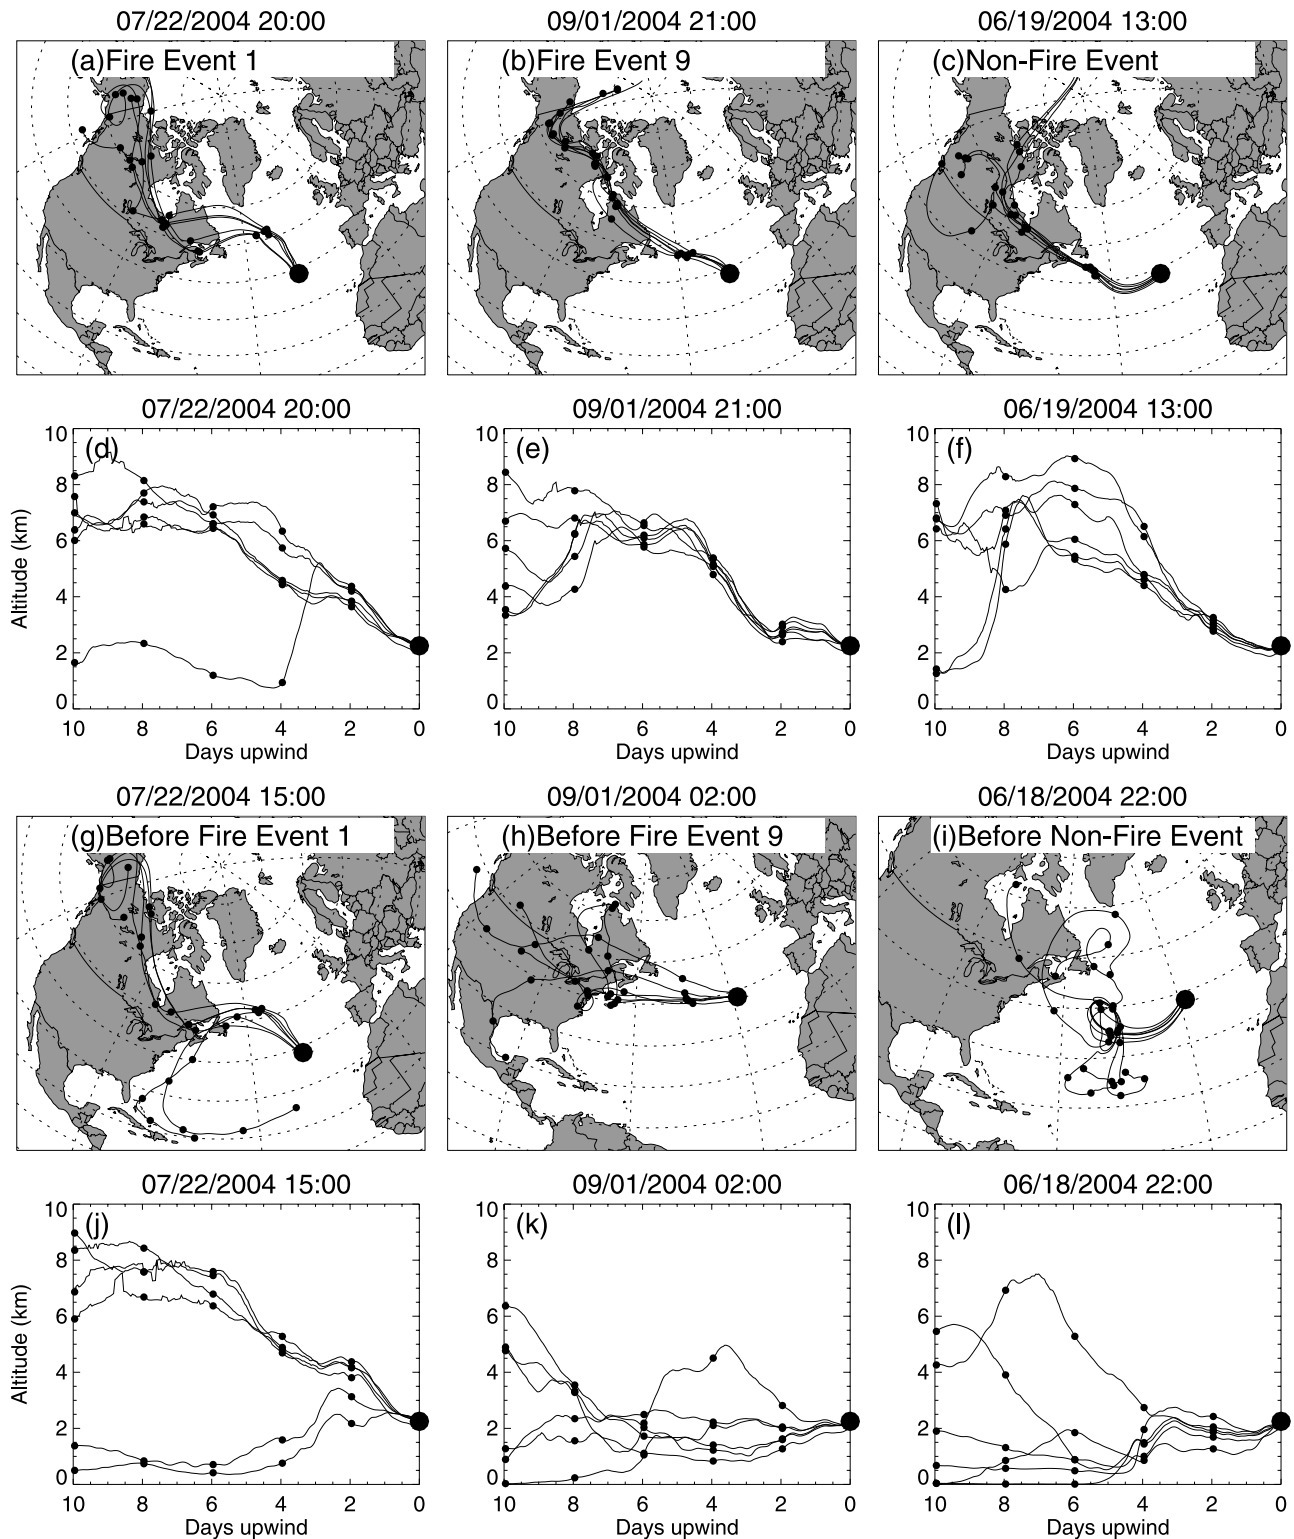 07/22/2004 20:00
09/01/2004 21:00
06/19/2004 13:00
(a)Fire Event 1
(b)Fire Event 9
(c)Non-Fire Event
07/22/2004 20:00
09/01/2004 21:00
06/19/2004 13:00
(d)
(e)
(f)
10
8
6
4
2
0
10
8
6
4
2
0
10
8
6
4
2
0
Altitude (km)
10 8 6 4 2 0
10 8 6 4 2 0
10 8 6 4 2 0
Days upwind
Days upwind
Days upwind
07/22/2004 15:00
09/01/2004 02:00
06/18/2004 22:00
(g)Before Fire Event 1
(h)Before Fire Event 9
(i)Before Non-Fire Event
07/22/2004 15:00
09/01/2004 02:00
06/18/2004 22:00
(j)
(k)
(l)
10
8
6
4
2
0
10
8
6
4
2
0
10
8
6
4
2
0
Altitude (km)
10 8 6 4 2 0
10 8 6 4 2 0
10 8 6 4 2 0
Days upwind
Days upwind
Days upwind